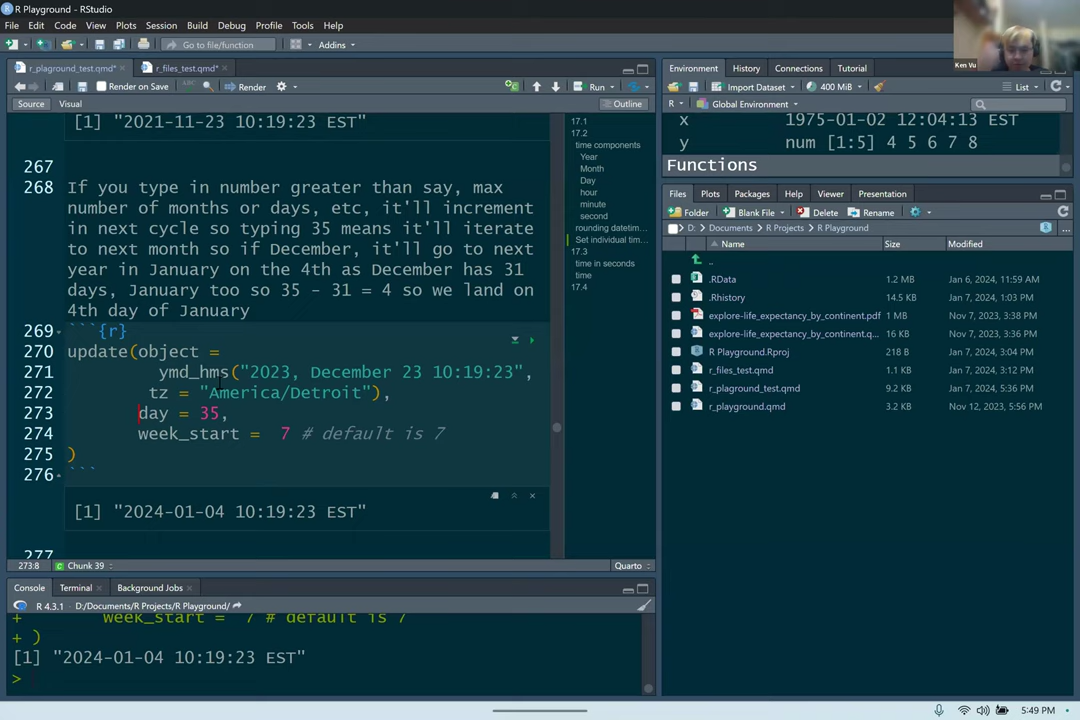 R Playground - RStudio
File Edit Code View Plots Session Build Debug Profile Tools Help
Go to file/function Addins
Ken Vu
r_plaground_test.qmd* r_files_test.qmd*
Render on Save Render Run
Source Visual Outline
[1] "2021-11-23 10:19:23 EST"
267
268 If you type in number greater than say, max
number of months or days, etc, it'll increment
in next cycle so typing 35 means it'll iterate
to next month so if December, it'll go to next
year in January on the 4th as December has 31
days, January too so 35 - 31 = 4 so we land on
4th day of January
269 ```{r}
270 update(object =
271 ymd_hms("2023, December 23 10:19:23",
272 tz = "America/Detroit"),
273 day = 35,
274 week_start = 7 # default is 7
275 )
276 ```
[1] "2024-01-04 10:19:23 EST"
277
17.1
17.2
time components
Year
Month
Day
hour
minute
second
rounding datetim...
Set individual tim...
17.3
time in seconds
time
17.4
273:8 Chunk 39 Quarto
Console Terminal Background Jobs
R 4.3.1 · D:/Documents/R Projects/R Playground/
+ week_start = 7 # default is 7
+ )
[1] "2024-01-04 10:19:23 EST"
>
Environment History Connections Tutorial
Import Dataset 400 MiB List
R Global Environment
x 1975-01-02 12:04:13 EST
y num [1:5] 4 5 6 7 8
Functions
Files Plots Packages Help Viewer Presentation
Folder Blank File Delete Rename
D: Documents R Projects R Playground
Name Size Modified
..
.RData 1.2 MB Jan 6, 2024, 11:59 AM
.Rhistory 14.5 KB Jan 7, 2024, 1:03 PM
explore-life_expectancy_by_continent.pdf 1 MB Nov 7, 2023, 3:38 PM
explore-life_expectancy_by_continent.q... 16 KB Nov 7, 2023, 3:36 PM
R Playground.Rproj 218 B Jan 7, 2024, 3:04 PM
r_files_test.qmd 1.1 KB Jan 7, 2024, 3:10 PM
r_plaground_test.qmd 9.2 KB Jan 7, 2024, 3:12 PM
r_playground.qmd Nov 12, 2023, 5:56 PM
5:49 PM